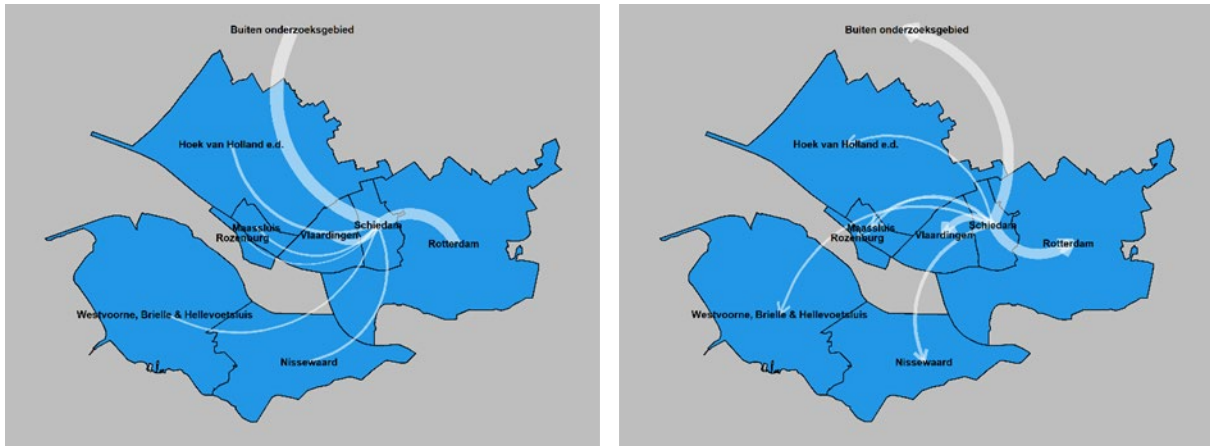 Buiten onderzoeksgebied
Hoek van Holland e.d.
Maassluis
Rozenburg
Vlaardingen
Schiedam
Rotterdam
Westvoorne, Brielle & Hellevoetsluis
Nissewaard
Buiten onderzoeksgebied
Hoek van Holland e.d.
Maassluis
Rozenburg
Vlaardingen
Schiedam
Rotterdam
Westvoorne, Brielle & Hellevoetsluis
Nissewaard